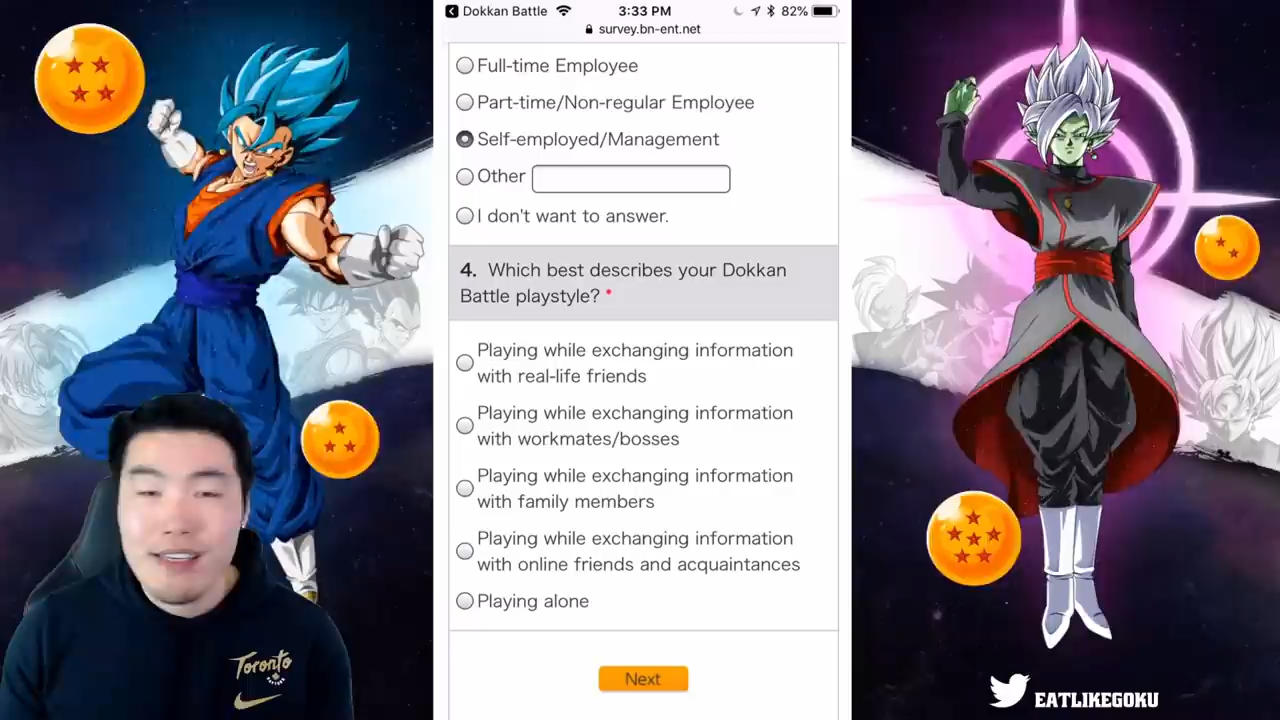 Dokkan Battle
3:33 PM
82%
survey.bn-ent.net
Full-time Employee
Part-time/Non-regular Employee
Self-employed/Management
Other
I don't want to answer.
4. Which best describes your Dokkan
Battle playstyle? *
Playing while exchanging information
with real-life friends
Playing while exchanging information
with workmates/bosses
Playing while exchanging information
with family members
Playing while exchanging information
with online friends and acquaintances
Playing alone
Next
Toronto
EATLIKEGOKU